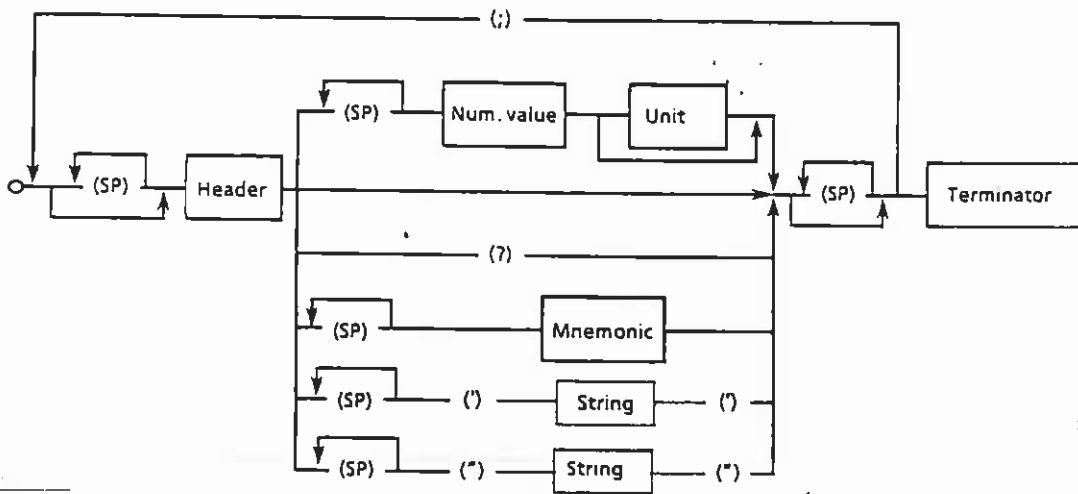 (;)
(SP) Num. value Unit
(SP) Header (SP) Terminator
(?)
(SP) Mnemonic
(SP) (') String (')
(SP) (") String (")